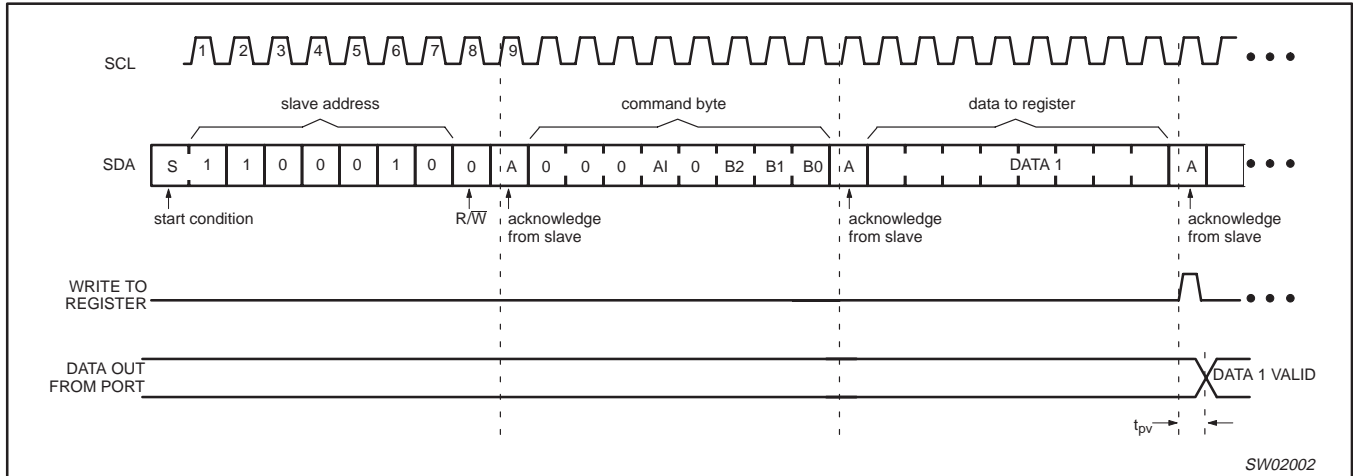 SCL 1 2 3 4 5 6 7 8 9
slave address command byte data to register
SDA S 1 1 0 0 0 1 0 0 A 0 0 0 AI 0 B2 B1 B0 A DATA 1 A
start condition R/W̅ acknowledge from slave acknowledge from slave acknowledge from slave
WRITE TO
REGISTER
DATA OUT
FROM PORT
DATA 1 VALID
tpv
SW02002